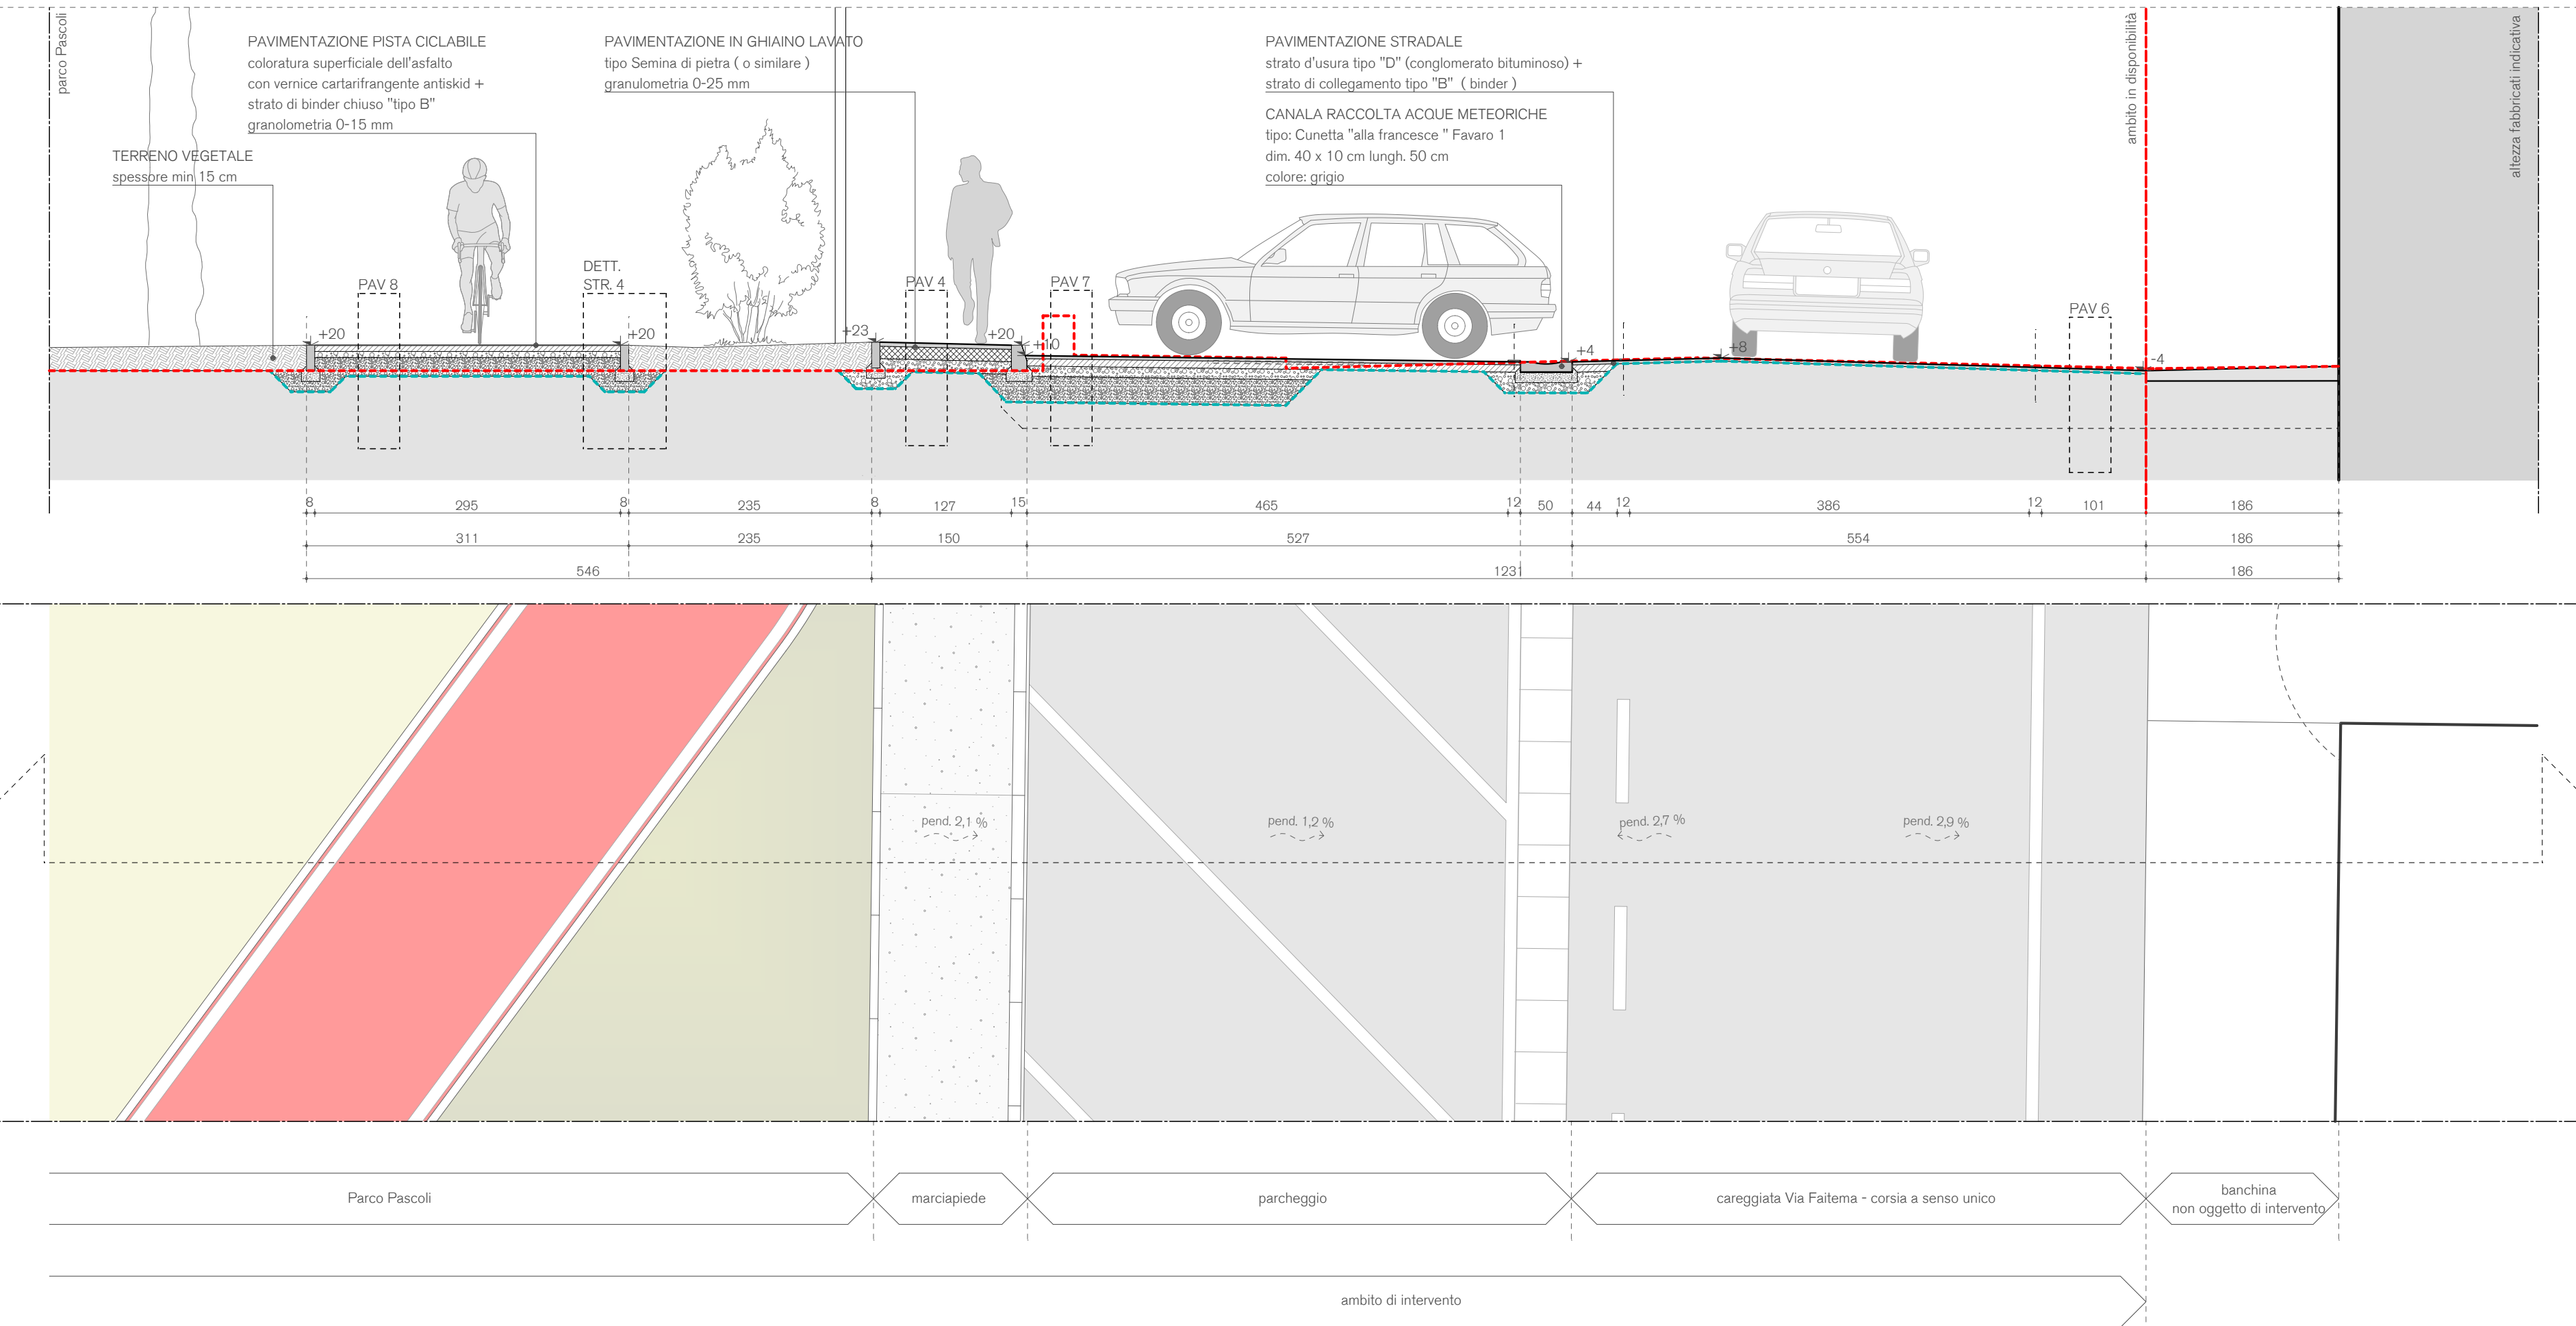 parco Pascoli
PAVIMENTAZIONE PISTA CICLABILE
coloratura superficiale dell'asfalto
con vernice cartarifrangente antiskid +
strato di binder chiuso "tipo B"
granolometria 0-15 mm
TERRENO VEGETALE
spessore min 15 cm
PAVIMENTAZIONE IN GHIAINO LAVATO
tipo Semina di pietra ( o similare )
granulometria 0-25 mm
PAVIMENTAZIONE STRADALE
strato d'usura tipo "D" (conglomerato bituminoso) +
strato di collegamento tipo "B" ( binder )
CANALA RACCOLTA ACQUE METEORICHE
tipo: Cunetta "alla francesce " Favaro 1
dim. 40 x 10 cm lungh. 50 cm
colore: grigio
ambito in disponibilità
altezza fabbricati indicativa
PAV 8
DETT.
STR. 4
PAV 4
PAV 7
PAV 6
+20
+20
+23
+20
+10
+4
+8
-4
8 295 8 235 8 127 15 465 12 50 44 12 386 12 101 186
311 235 150 527 554 186
546 1231 186
pend. 2,1 %
pend. 1,2 %
pend. 2,7 %
pend. 2,9 %
Parco Pascoli
marciapiede
parcheggio
careggiata Via Faitema - corsia a senso unico
banchina
non oggetto di intervento
ambito di intervento